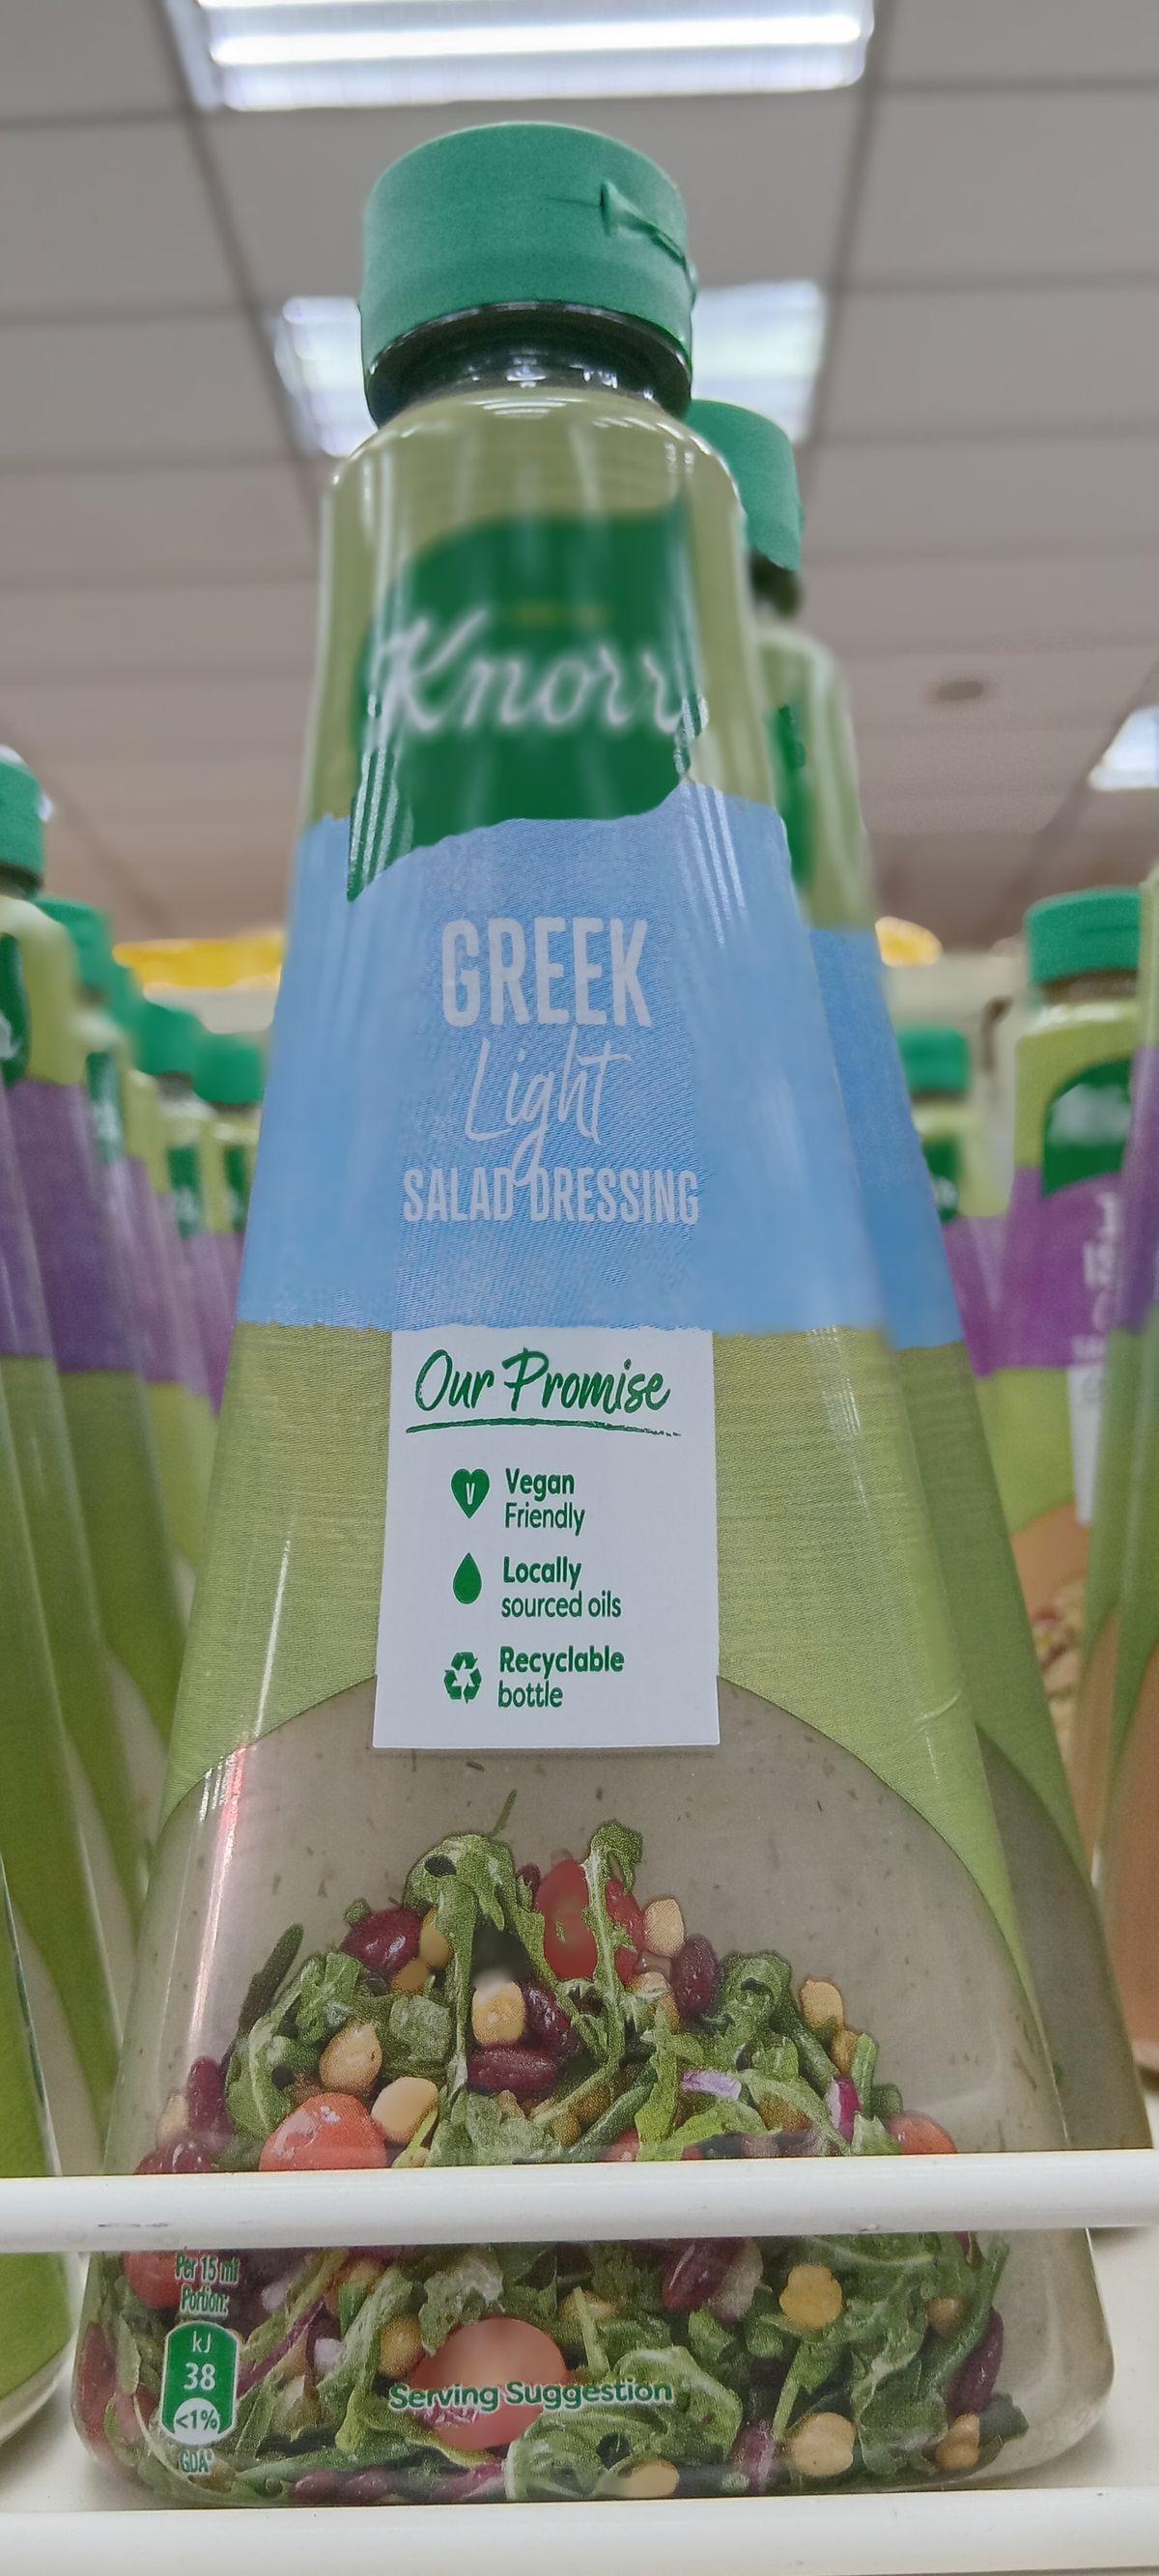 Knorr
GREEK
Light
SALAD DRESSING
Our Promise
V
Vegan
Friendly
Locally
sourced oils
Recyclable
bottle
Per 15 ml
Portion:
kJ
38
<1%
GDA*
Serving Suggestion